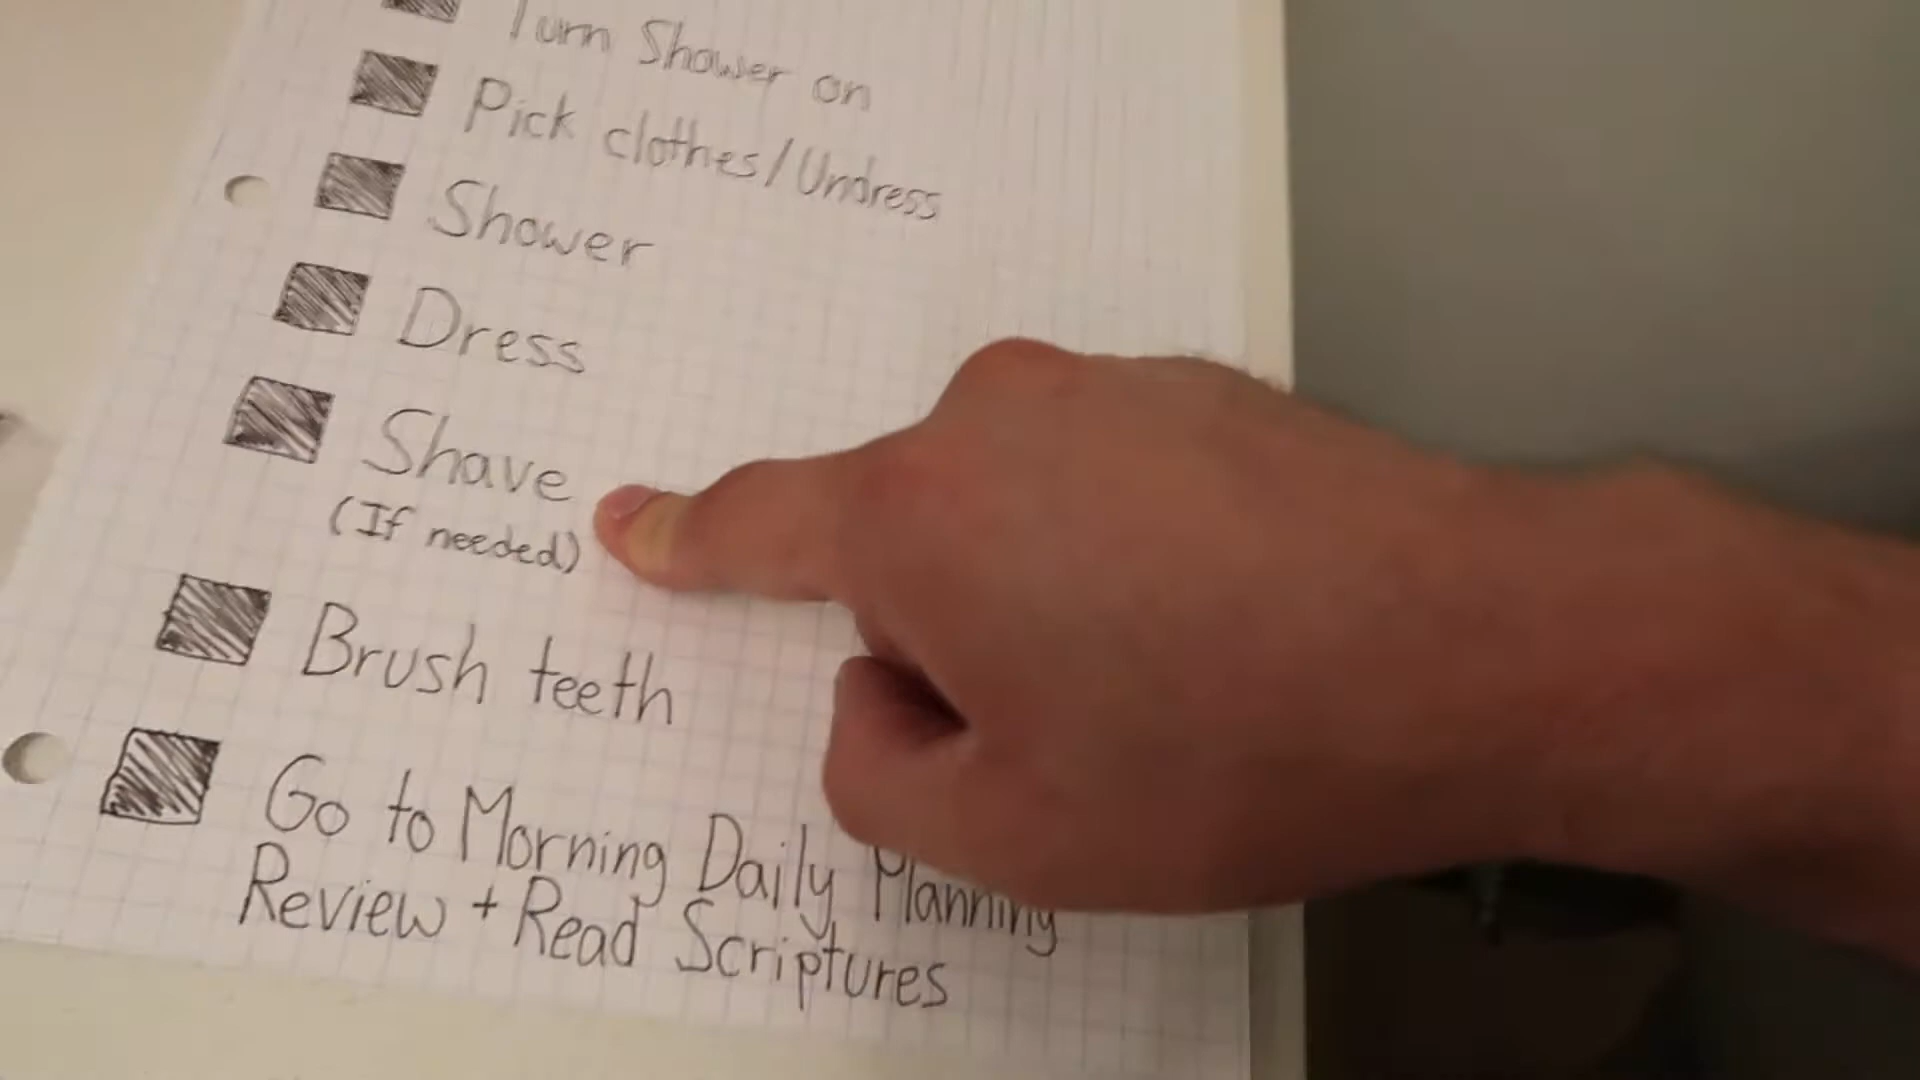 Turn Shower on
Pick clothes/Undress
Shower
Dress
Shave
(If needed)
Brush teeth
Go to Morning Daily Planning
Review + Read Scriptures